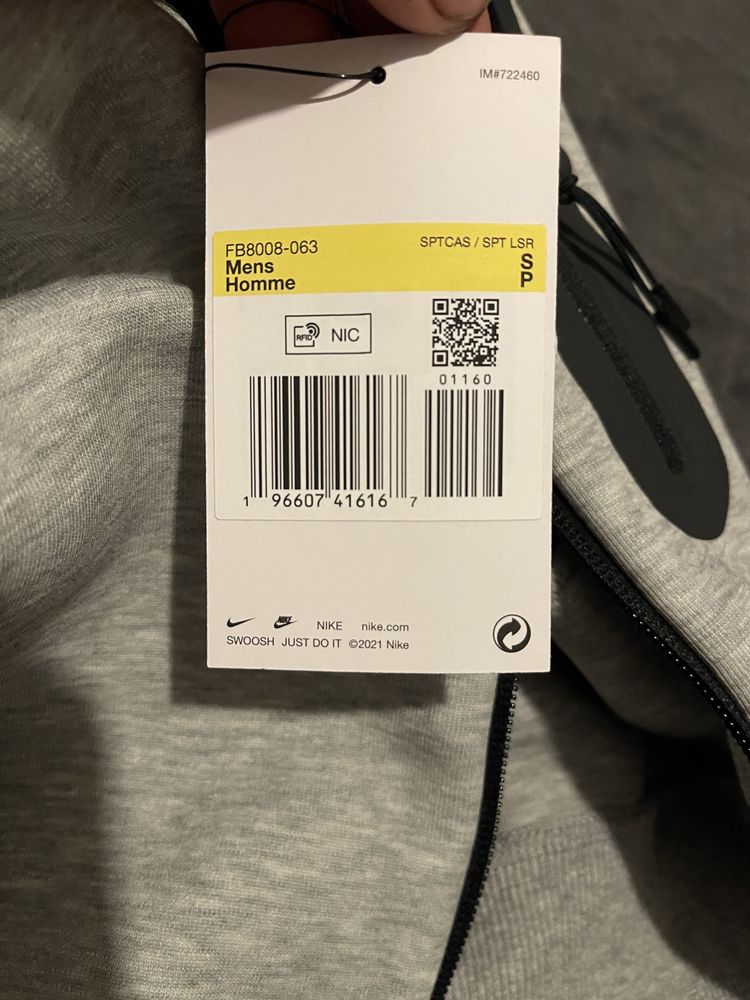 IM#722460
FB8008-063 SPTCAS / SPT LSR
Mens S
Homme P
RFID NIC
01160
1 96607 41616 7
NIKE NIKE nike.com
SWOOSH JUST DO IT ©2021 Nike